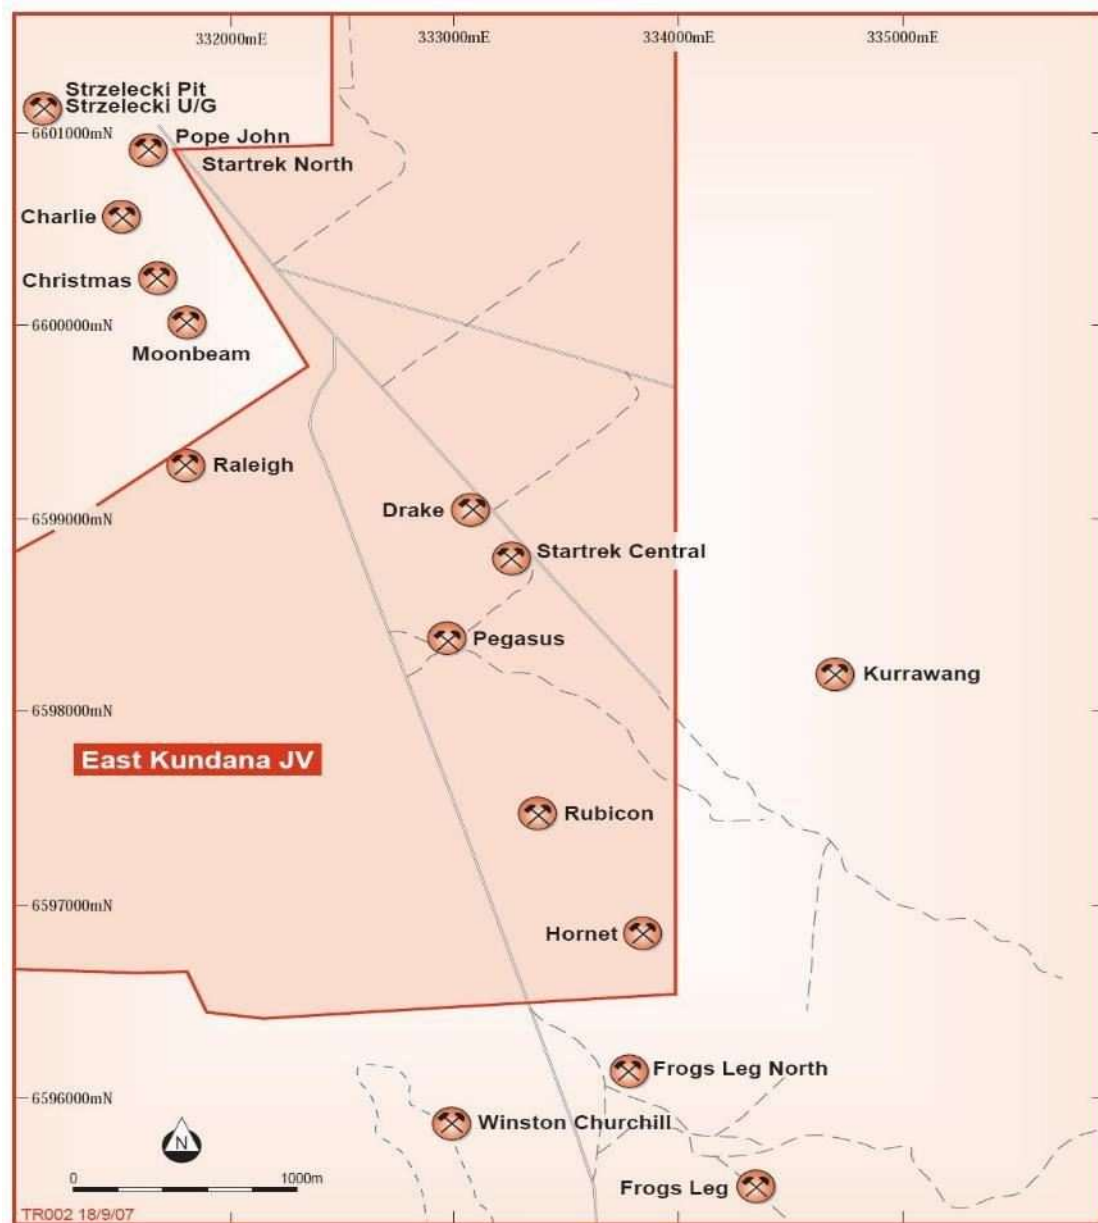 332000mE
333000mE
334000mE
335000mE
Strzelecki Pit
Strzelecki U/G
6601000mN
Pope John
Startrek North
Charlie
Christmas
6600000mN
Moonbeam
Raleigh
Drake
6599000mN
Startrek Central
Pegasus
Kurrawang
6598000mN
East Kundana JV
Rubicon
6597000mN
Hornet
Frogs Leg North
6596000mN
Winston Churchill
N
0
1000m
Frogs Leg
TR002 18/9/07